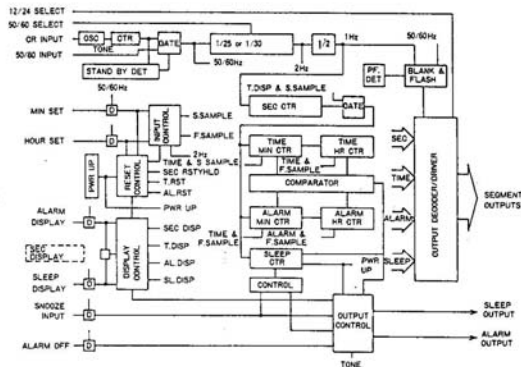 12/24 SELECT
50/60 SELECT
CR INPUT
OSC
CTR
TONE
50/60 INPUT
GATE
STAND BY DET
1/25 or 1/30
1/2
1Hz
2Hz
50/60Hz
50/60Hz
PF. DET
BLANK & FLASH
T.DISP & S.SAMPLE
SEC CTR
GATE
50/60Hz
MIN SET
D
HOUR SET
D
INPUT CONTROL
S.SAMPLE
F.SAMPLE
2Hz
RESET CONTROL
TIME & S SAMPLE
SEC RSTYHLD
T.RST
AL.RST
PWR UP
PWR UP
TIME MIN CTR
TIME HR CTR
TIME & F.SAMPLE
COMPARATOR
ALARM MIN CTR
ALARM HR CTR
TIME & F.SAMPLE
ALARM & F.SAMPLE
SLEEP CTR
PWR UP
CONTROL
SEC
TIME
ALARM
SLEEP
OUTPUT DECODER/DRIVER
SEGMENT OUTPUTS
ALARM DISPLAY
D
SEC DISPLAY
SLEEP DISPLAY
D
DISPLAY CONTROL
SEC DISP
T.DISP
AL.DISP
SL.DISP
SNOOZE INPUT
D
ALARM OFF
D
OUTPUT CONTROL
TONE
SLEEP OUTPUT
ALARM OUTPUT